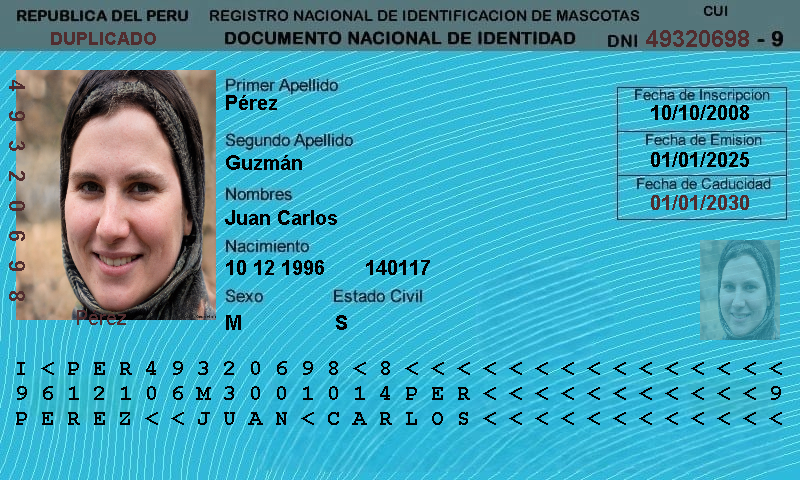 REPUBLICA DEL PERU
DUPLICADO
REGISTRO NACIONAL DE IDENTIFICACION DE MASCOTAS
DOCUMENTO NACIONAL DE IDENTIDAD
CUI
DNI 49320698 - 9
49320698
Primer Apellido
Pérez
Segundo Apellido
Guzmán
Nombres
Juan Carlos
Nacimiento
10 12 1996 140117
Sexo Estado Civil
M S
Fecha de Inscripcion
10/10/2008
Fecha de Emision
01/01/2025
Fecha de Caducidad
01/01/2030
Perez
I<PER49320698<8<<<<<<<<<<<<<<<
9612106M3001014PER<<<<<<<<<<<9
PEREZ<<JUAN<CARLOS<<<<<<<<<<<<